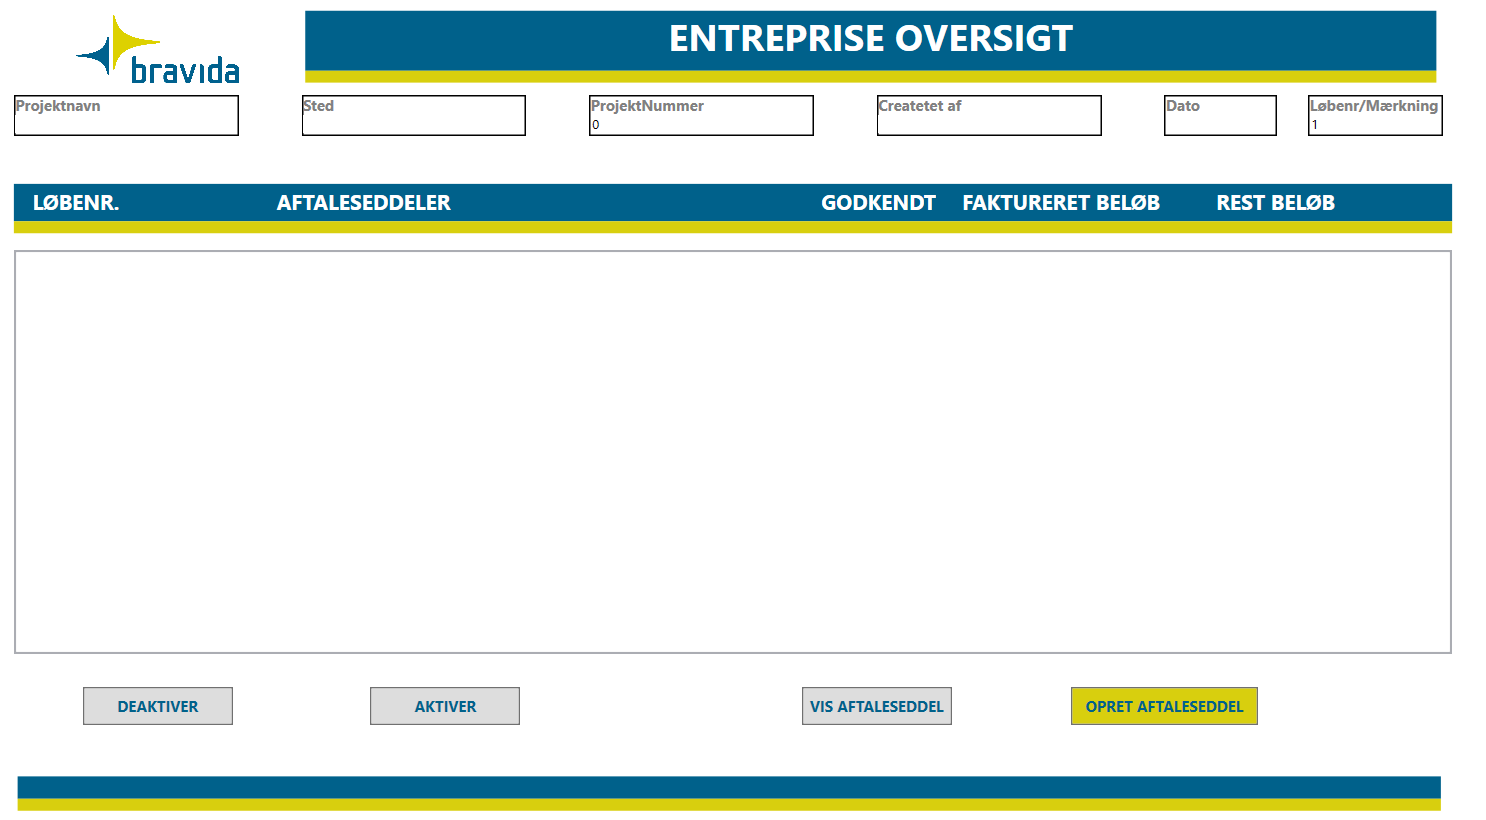 bravida
ENTREPRISE OVERSIGT
Projektnavn
Sted
ProjektNummer
0
Createtet af
Dato
Løbenr/Mærkning
1
LØBENR. AFTALESEDDELER GODKENDT FAKTURERET BELØB REST BELØB
DEAKTIVER
AKTIVER
VIS AFTALESEDDEL
OPRET AFTALESEDDEL